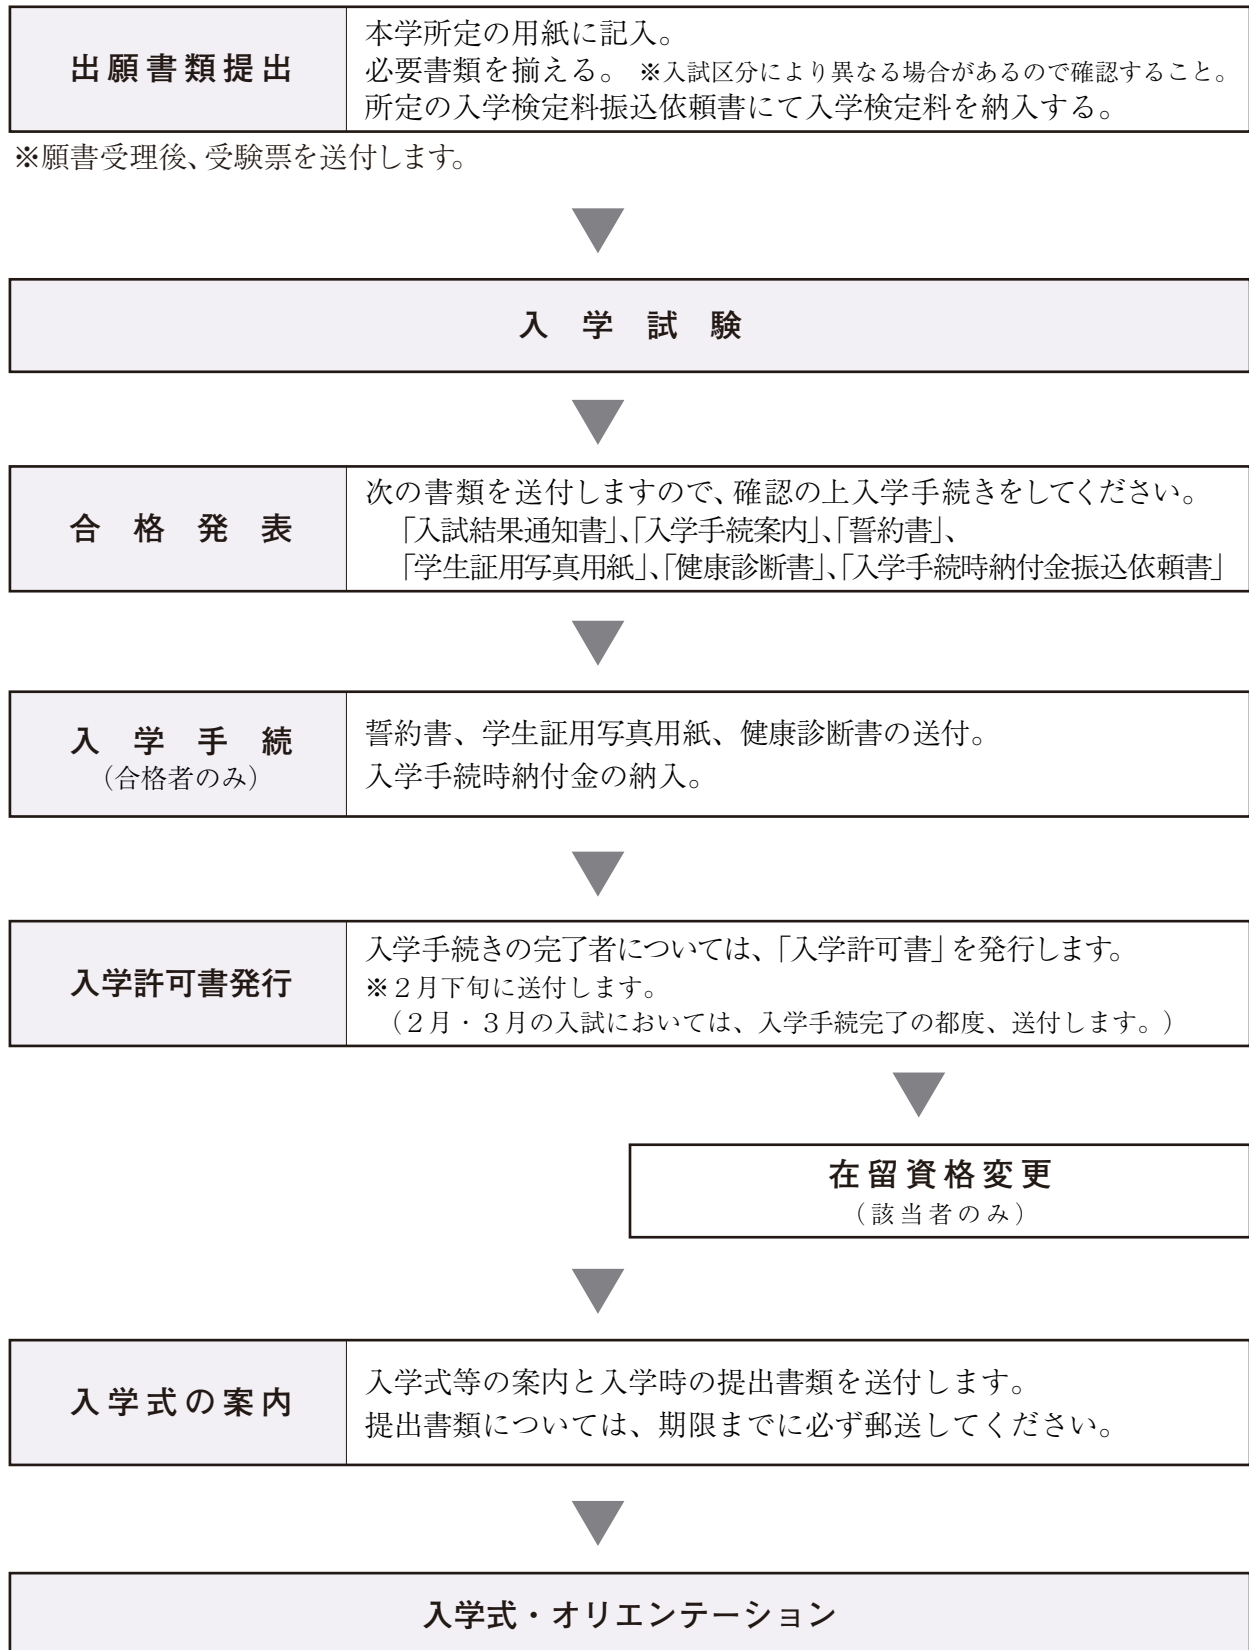 出願書類提出
本学所定の用紙に記入。
必要書類を揃える。 ※入試区分により異なる場合があるので確認すること。
所定の入学検定料振込依頼書にて入学検定料を納入する。
※願書受理後、受験票を送付します。
入学試験
合格発表
次の書類を送付しますので、確認の上入学手続きをしてください。
「入試結果通知書」、「入学手続案内」、「誓約書」、
「学生証用写真用紙」、「健康診断書」、「入学手続時納付金振込依頼書」
入学手続
（合格者のみ）
誓約書、学生証用写真用紙、健康診断書の送付。
入学手続時納付金の納入。
入学許可書発行
入学手続きの完了者については、「入学許可書」を発行します。
※２月下旬に送付します。
（２月・３月の入試においては、入学手続完了の都度、送付します。）
在留資格変更
（該当者のみ）
入学式の案内
入学式等の案内と入学時の提出書類を送付します。
提出書類については、期限までに必ず郵送してください。
入学式・オリエンテーション